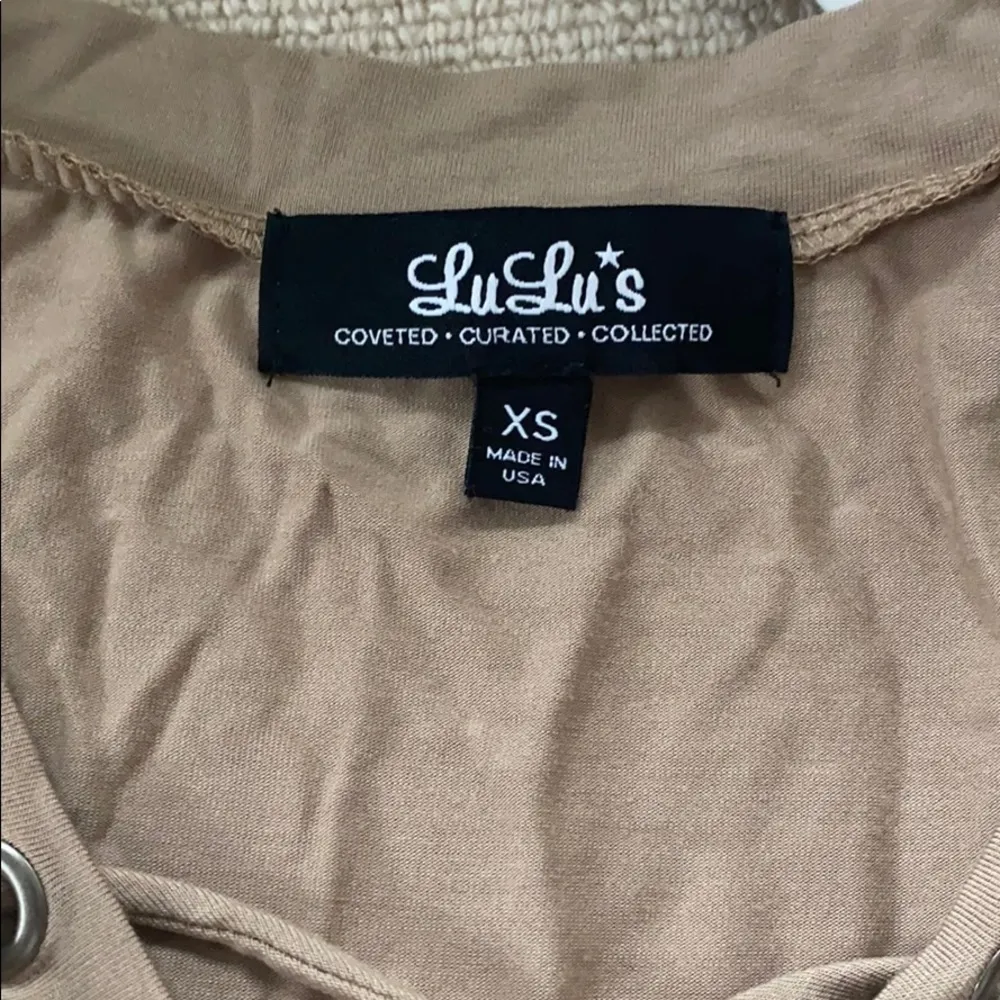 LuLu's
COVETED • CURATED • COLLECTED
XS
MADE IN
USA